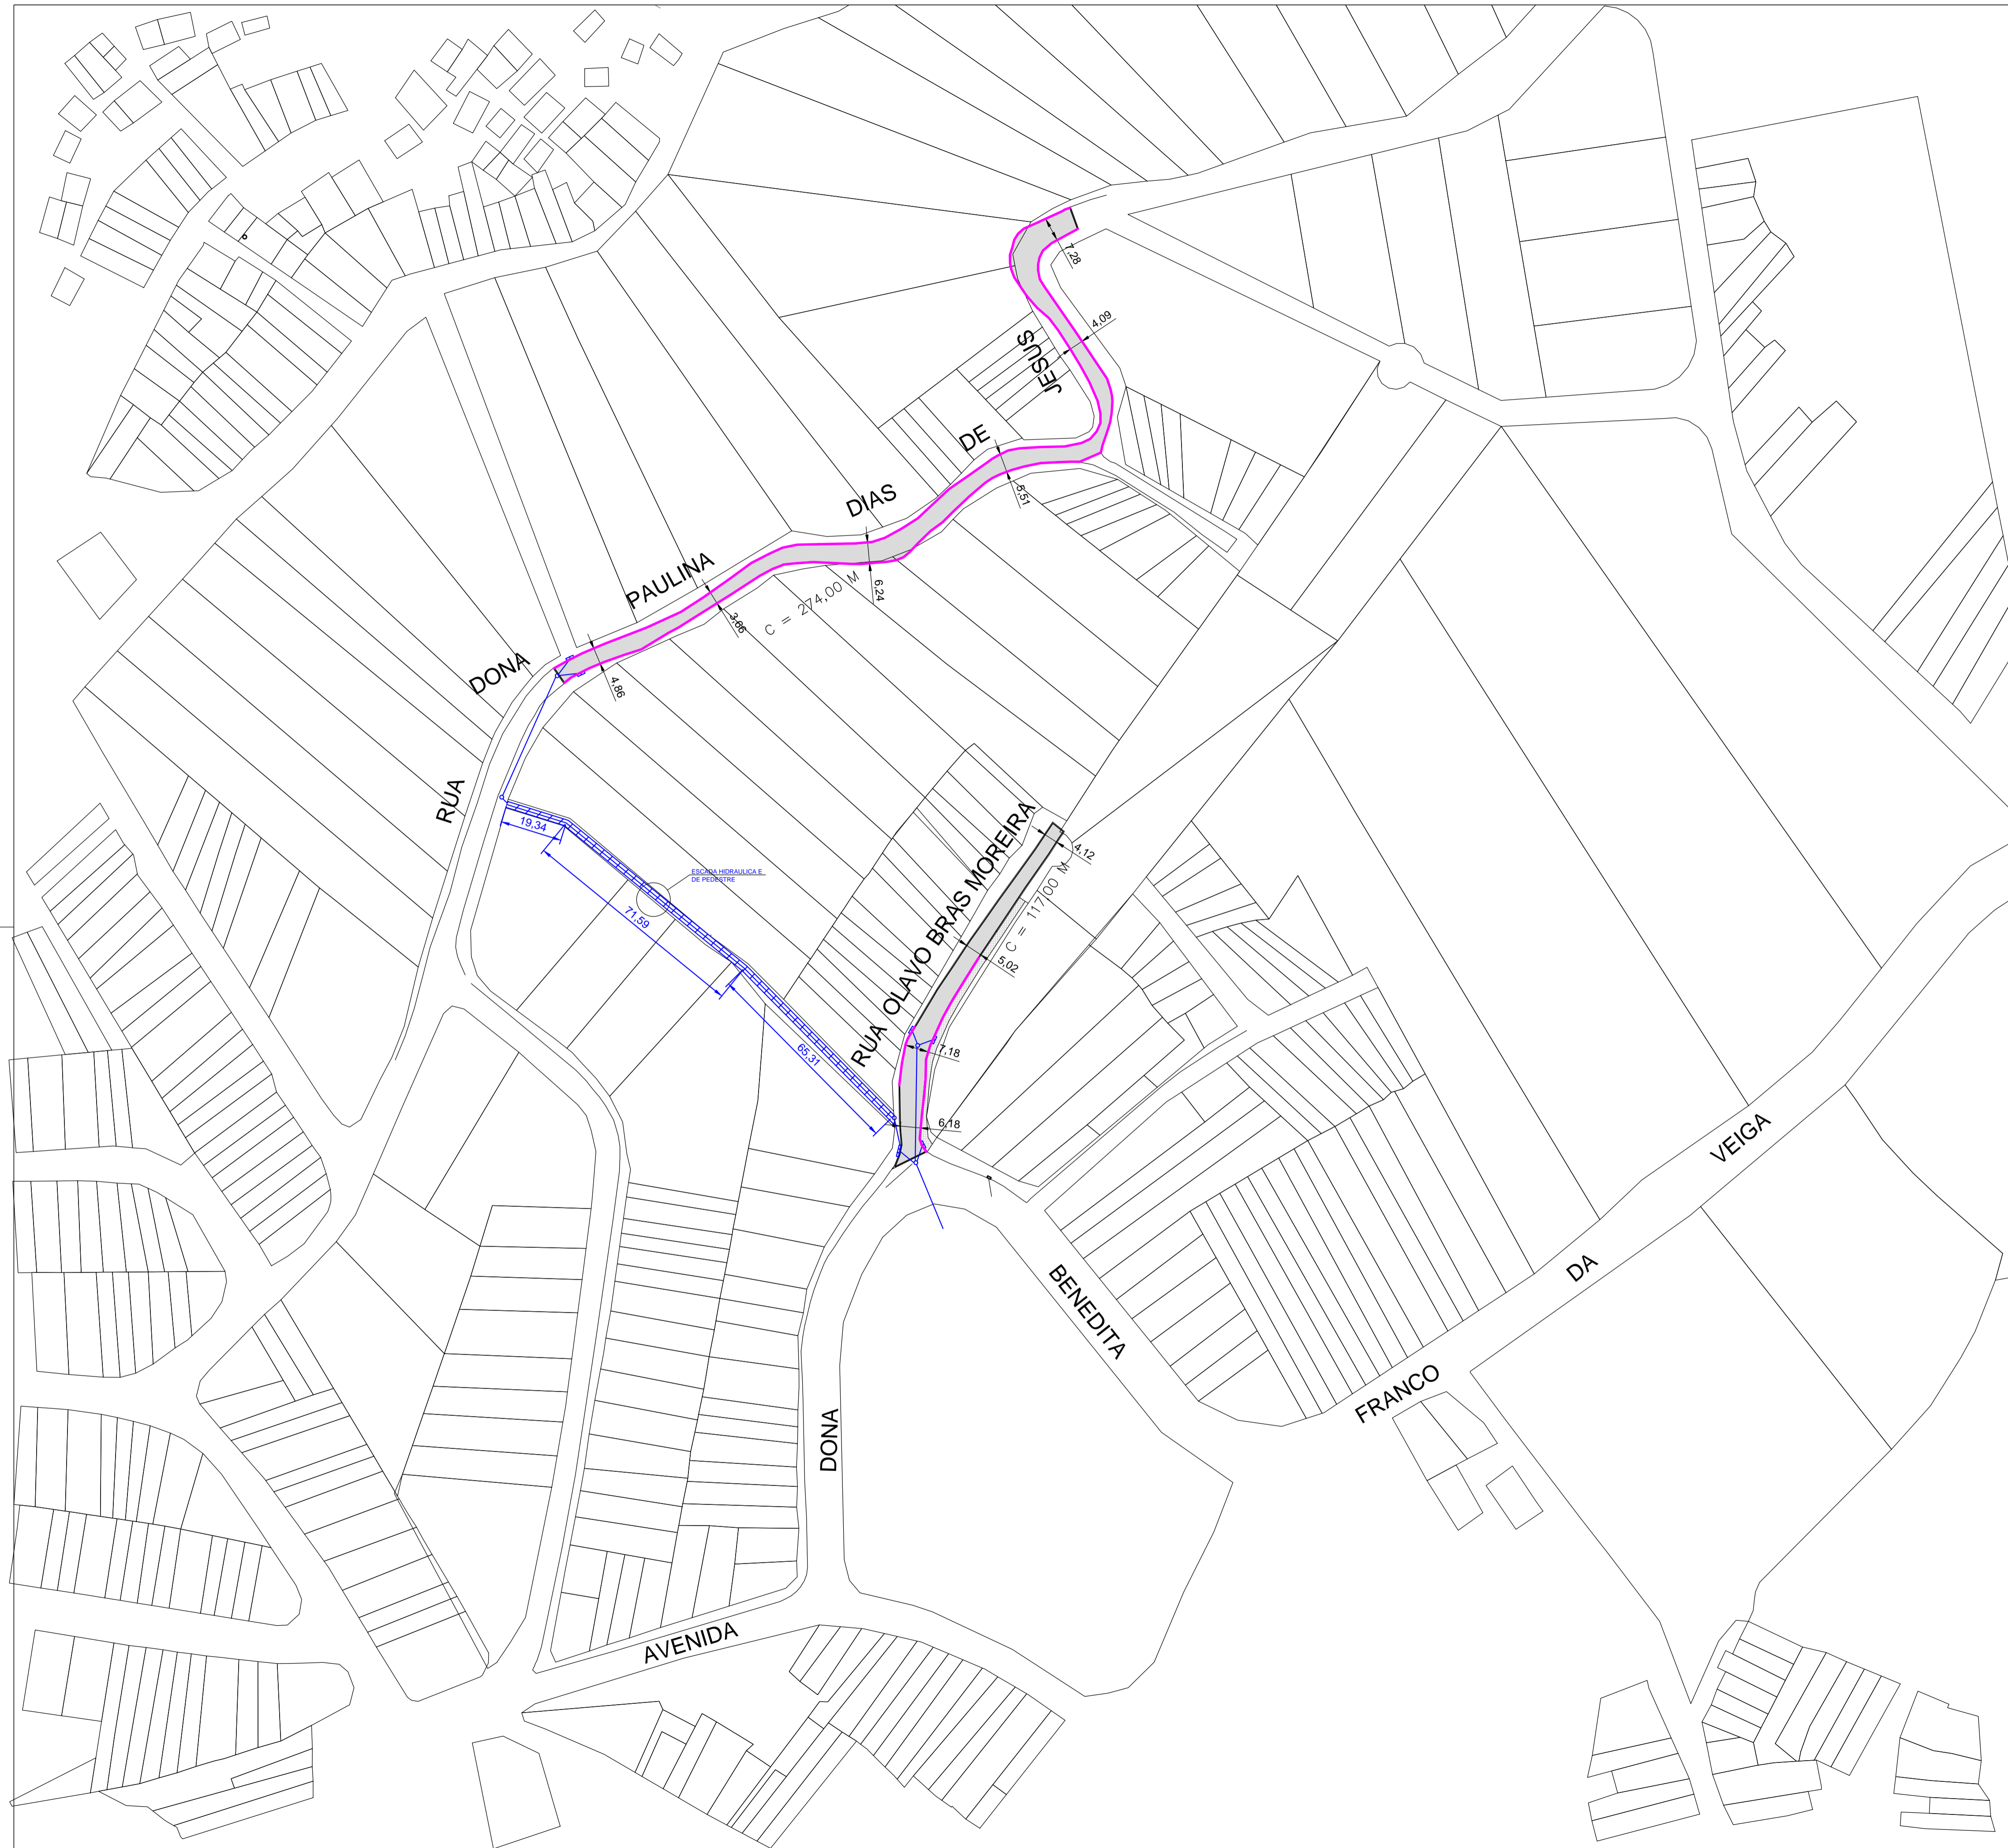 7,28
4,09
JESUS
DE
5,51
DIAS
6,24
PAULINA
3,66
C = 274,00 M
DONA
4,86
RUA
19,34
ESCADA HIDRAULICA E
DE PEDESTRE
71,59
65,31
RUA OLAVO BRAS MOREIRA
4,12
C = 117,00 M
5,02
7,18
6,18
VEIGA
DA
FRANCO
BENEDITA
DONA
AVENIDA